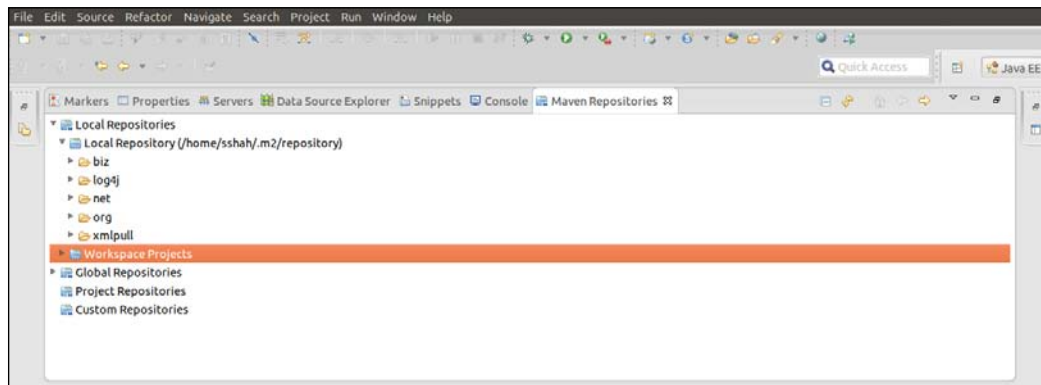 File Edit Source Refactor Navigate Search Project Run Window Help
Quick Access
Java EE
Markers Properties Servers Data Source Explorer Snippets Console Maven Repositories
Local Repositories
Local Repository (/home/sshah/.m2/repository)
biz
log4j
net
org
xmlpull
Workspace Projects
Global Repositories
Project Repositories
Custom Repositories